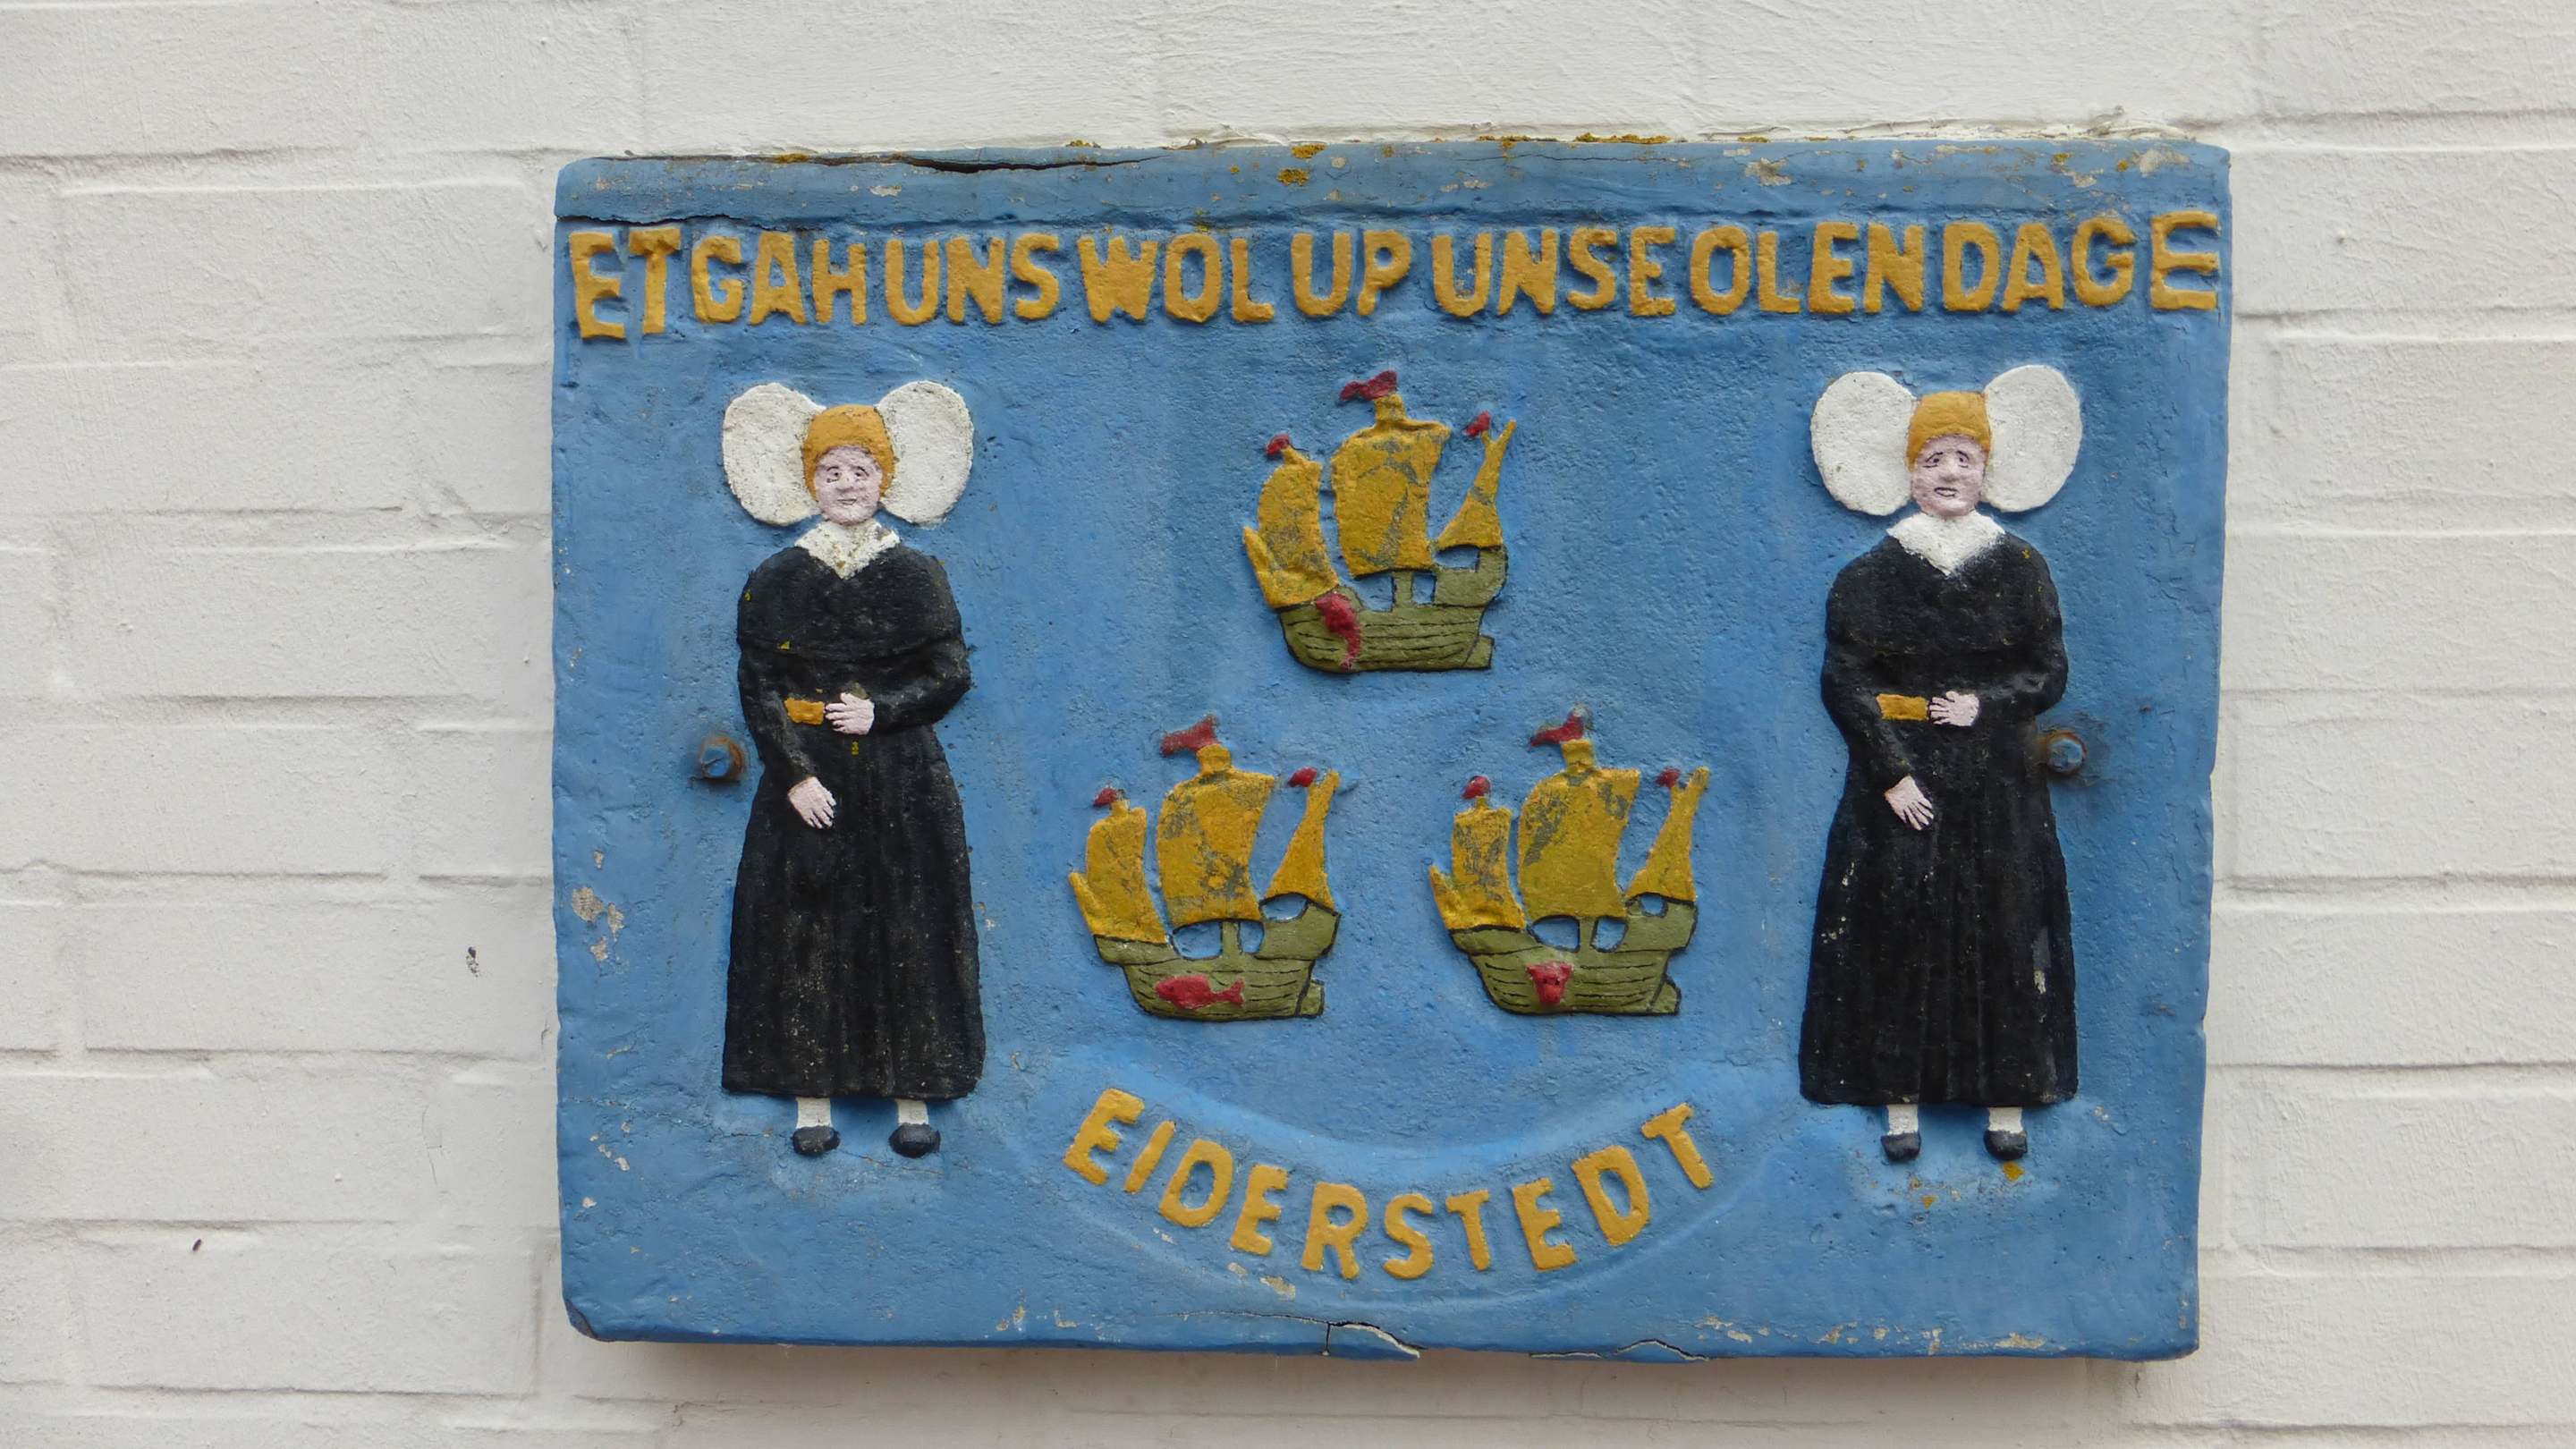 ET GAH UNS WOL UP UNSE OLEN DAGE
EIDERSTEDT